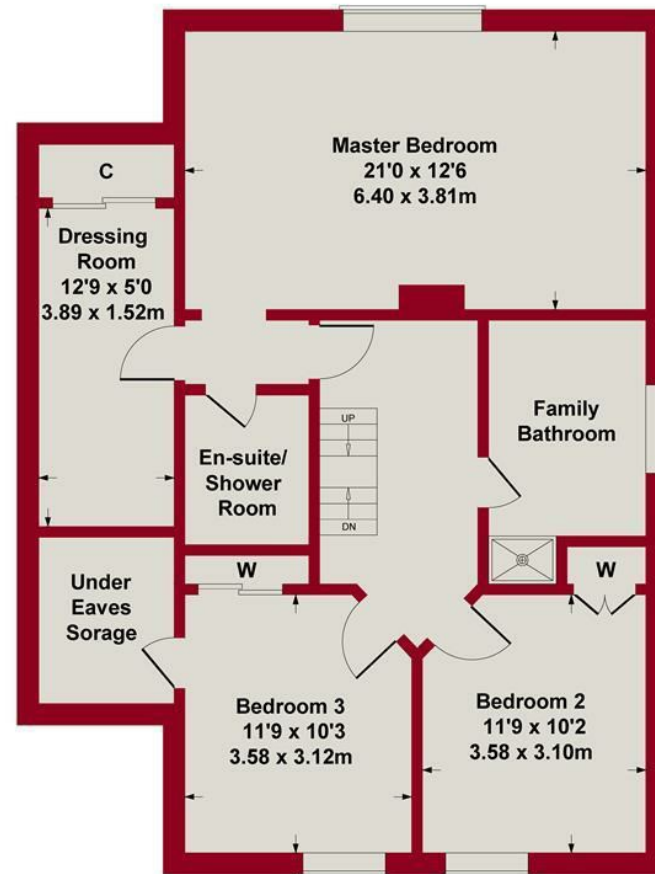 Master Bedroom
21'0 x 12'6
6.40 x 3.81m
C
Dressing
Room
12'9 x 5'0
3.89 x 1.52m
Family
Bathroom
UP
DN
En-suite/
Shower
Room
W
W
Under
Eaves
Sorage
Bedroom 3
11'9 x 10'3
3.58 x 3.12m
Bedroom 2
11'9 x 10'2
3.58 x 3.10m